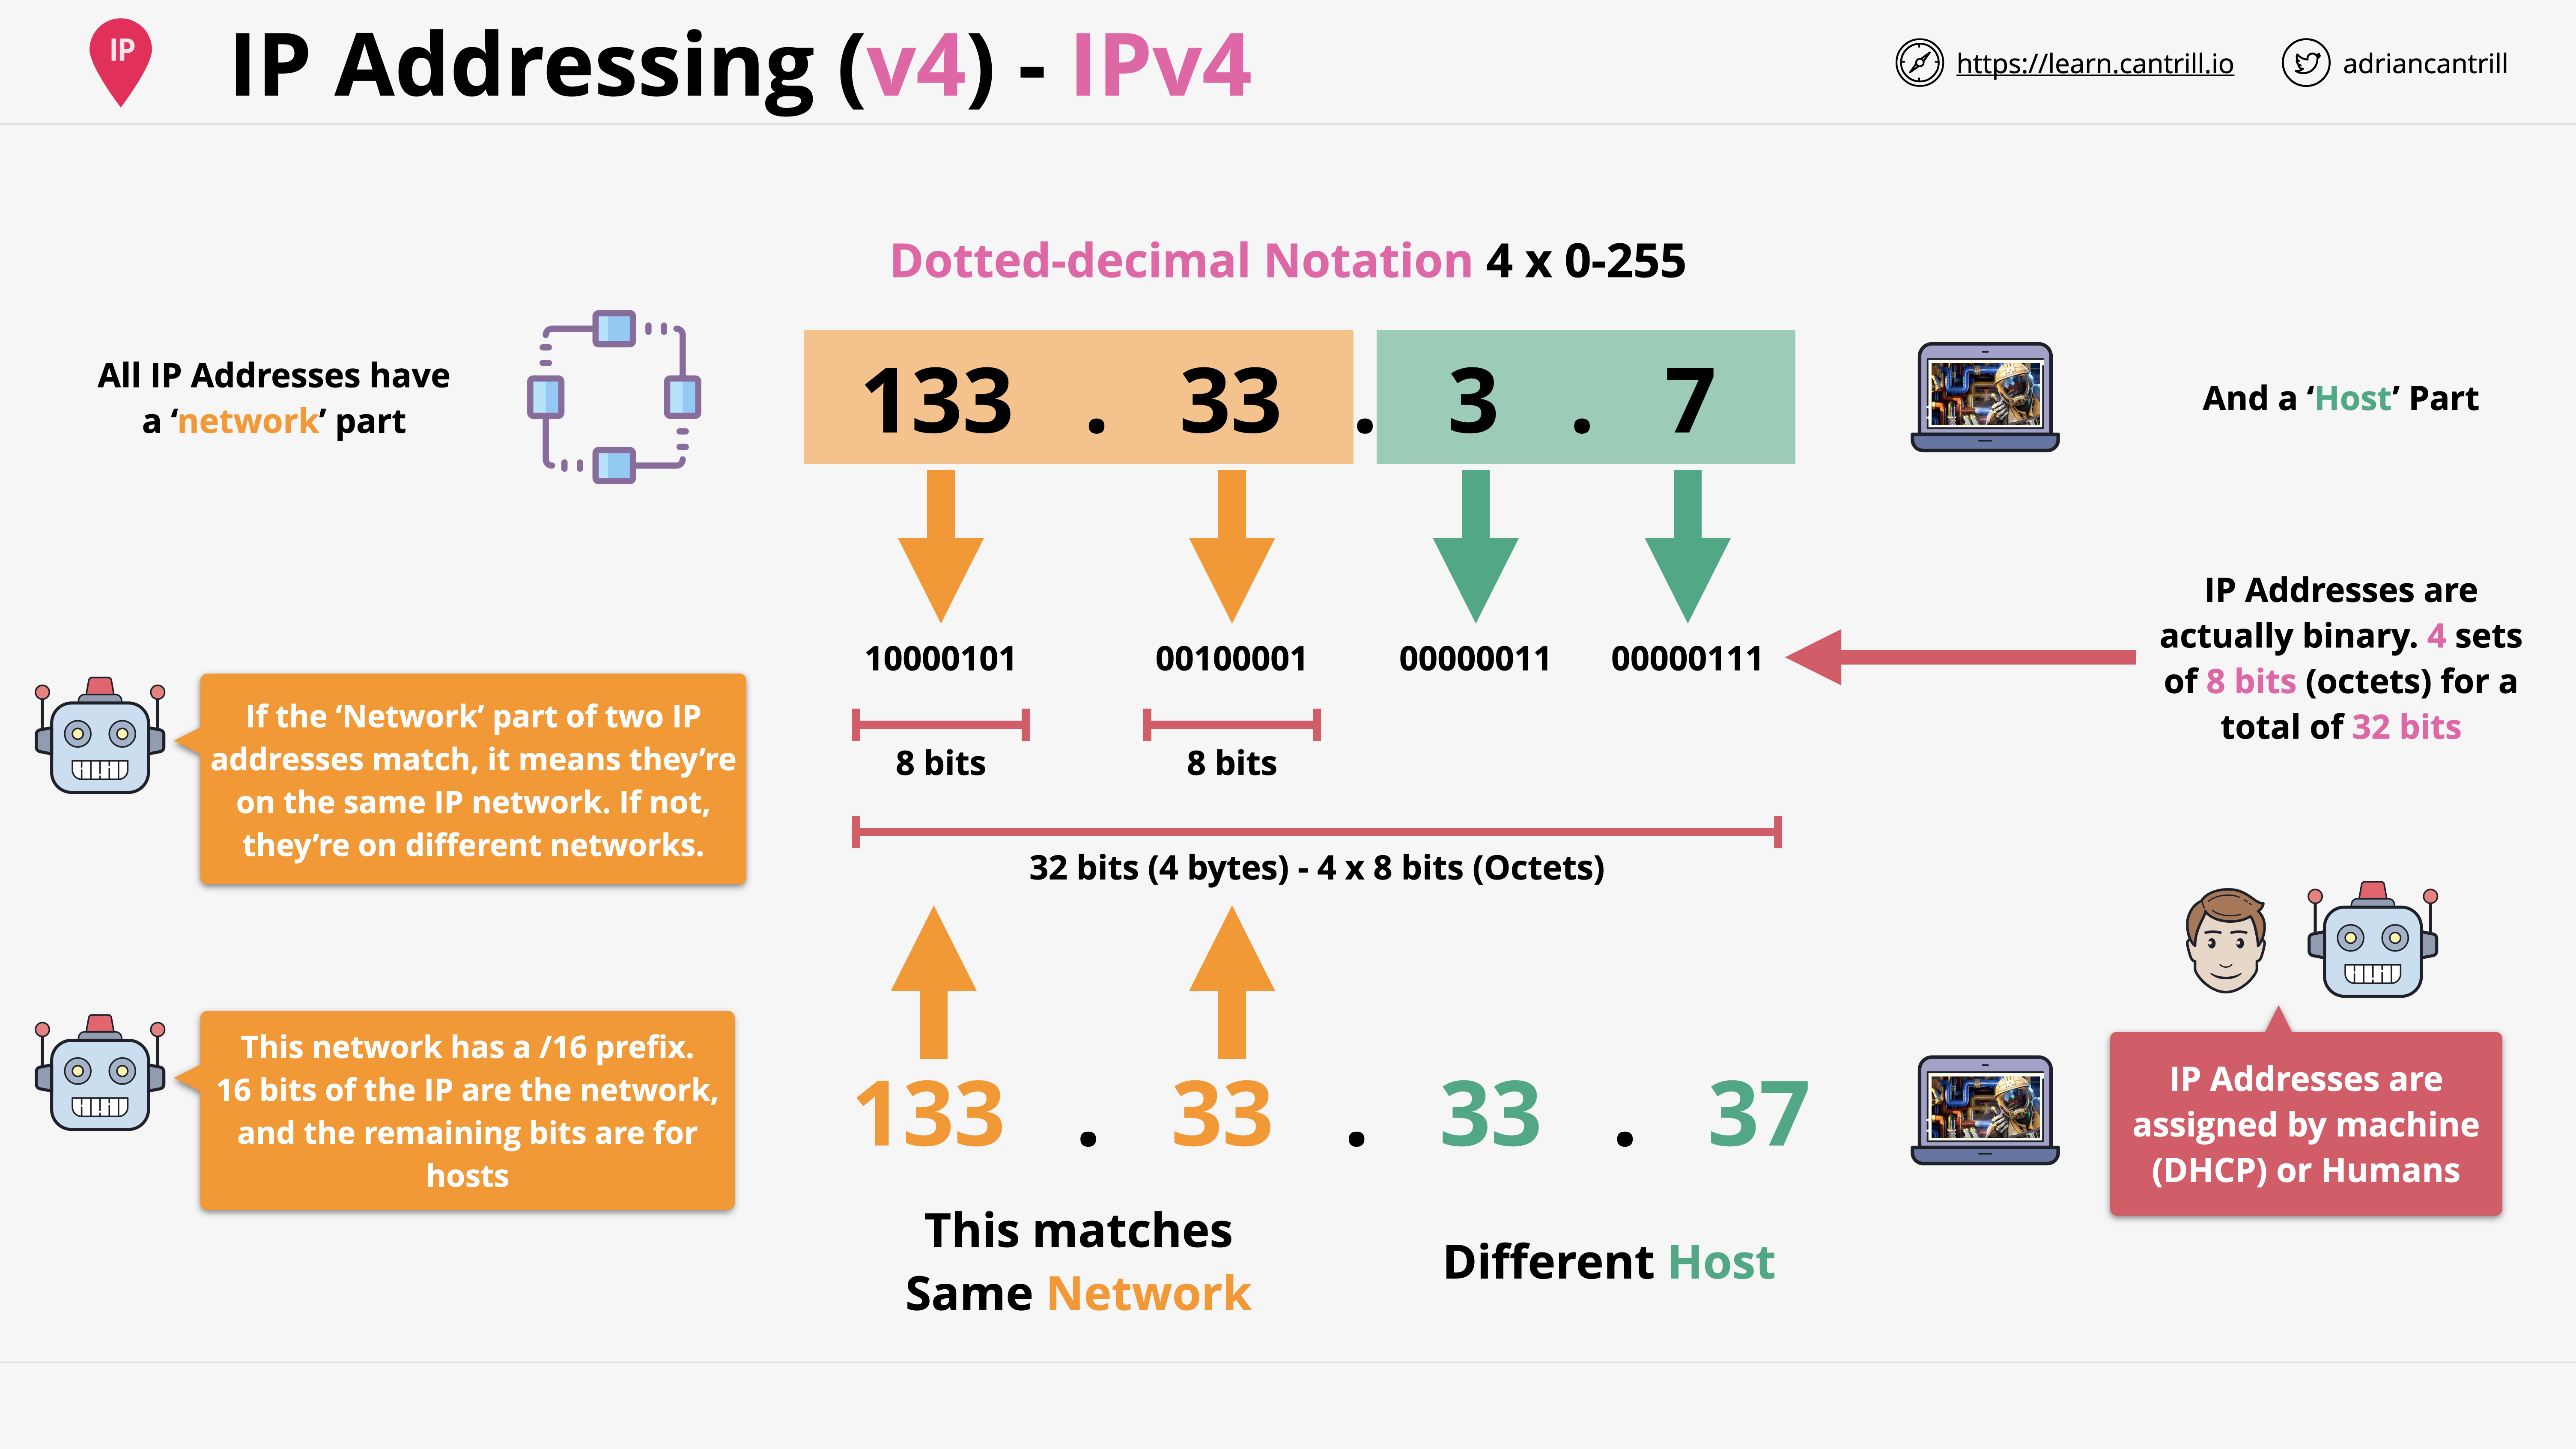 IP
IP Addressing (v4) - IPv4
https://learn.cantrill.io
adriancantrill
Dotted-decimal Notation 4 x 0-255
All IP Addresses have
a ‘network’ part
133 . 33 . 3 . 7
And a ‘Host’ Part
10000101 00100001 00000011 00000111
IP Addresses are
actually binary. 4 sets
of 8 bits (octets) for a
total of 32 bits
If the ‘Network’ part of two IP
addresses match, it means they’re
on the same IP network. If not,
they’re on different networks.
8 bits
8 bits
32 bits (4 bytes) - 4 x 8 bits (Octets)
This network has a /16 prefix.
16 bits of the IP are the network,
and the remaining bits are for
hosts
133 . 33 . 33 . 37
IP Addresses are
assigned by machine
(DHCP) or Humans
This matches
Same Network
Different Host